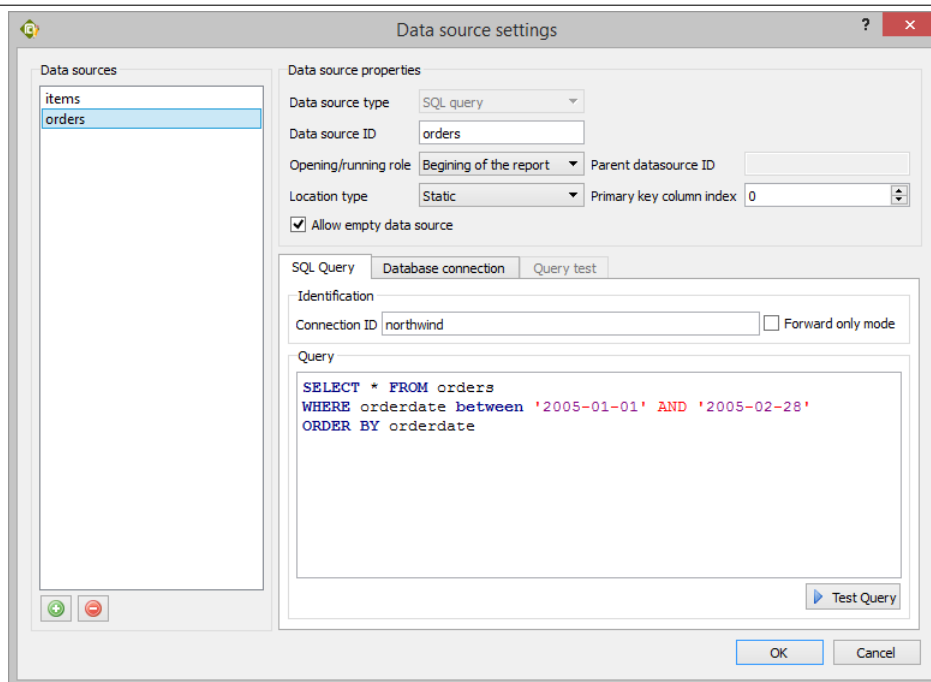 Data source settings
?
Data sources
items
orders
Data source properties
Data source type SQL query
Data source ID orders
Opening/running role Begining of the report Parent datasource ID
Location type Static Primary key column index 0
Allow empty data source
SQL Query Database connection Query test
Identification
Connection ID northwind Forward only mode
Query
SELECT * FROM orders
WHERE orderdate between '2005-01-01' AND '2005-02-28'
ORDER BY orderdate
Test Query
OK Cancel